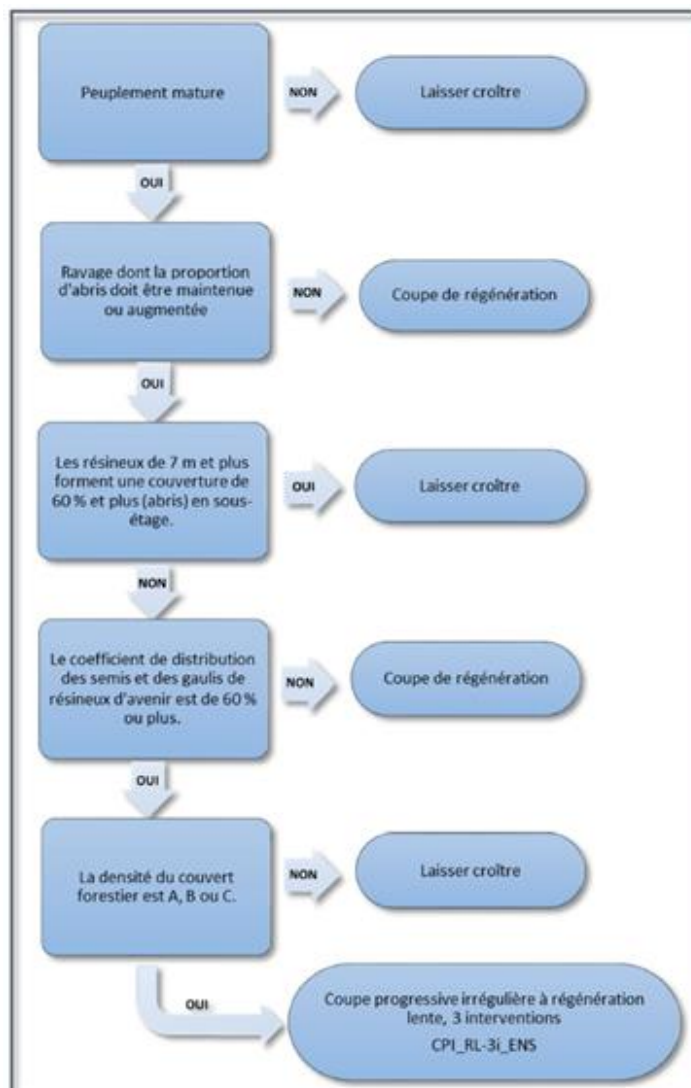 Peuplement mature
NON
Laisser croître
OUI
Ravage dont la proportion
d'abris doit être maintenue
ou augmentée
NON
Coupe de régénération
OUI
Les résineux de 7 m et plus
forment une couverture de
60 % et plus (abris) en sous-
étage.
OUI
Laisser croître
NON
Le coefficient de distribution
des semis et des gaulis de
résineux d'avenir est de 60 %
ou plus.
NON
Coupe de régénération
OUI
La densité du couvert
forestier est A, B ou C.
NON
Laisser croître
OUI
Coupe progressive irrégulière à régénération
lente, 3 interventions
CPI_RL-3i_ENS